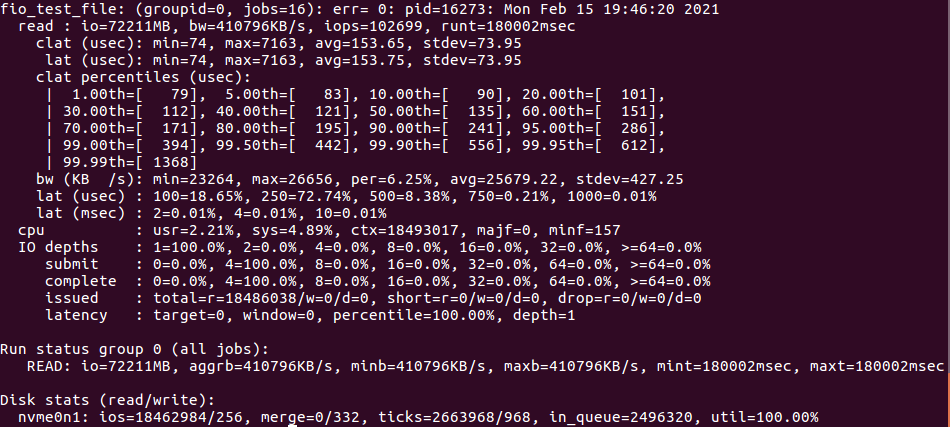 fio_test_file: (groupid=0, jobs=16): err= 0: pid=16273: Mon Feb 15 19:46:20 2021
  read : io=72211MB, bw=410796KB/s, iops=102699, runt=180002msec
    clat (usec): min=74, max=7163, avg=153.65, stdev=73.95
     lat (usec): min=74, max=7163, avg=153.75, stdev=73.95
    clat percentiles (usec):
     |  1.00th=[   79],  5.00th=[   83], 10.00th=[   90], 20.00th=[  101],
     | 30.00th=[  112], 40.00th=[  121], 50.00th=[  135], 60.00th=[  151],
     | 70.00th=[  171], 80.00th=[  195], 90.00th=[  241], 95.00th=[  286],
     | 99.00th=[  394], 99.50th=[  442], 99.90th=[  556], 99.95th=[  612],
     | 99.99th=[ 1368]
    bw (KB  /s): min=23264, max=26656, per=6.25%, avg=25679.22, stdev=427.25
    lat (usec) : 100=18.65%, 250=72.74%, 500=8.38%, 750=0.21%, 1000=0.01%
    lat (msec) : 2=0.01%, 4=0.01%, 10=0.01%
  cpu          : usr=2.21%, sys=4.89%, ctx=18493017, majf=0, minf=157
  IO depths    : 1=100.0%, 2=0.0%, 4=0.0%, 8=0.0%, 16=0.0%, 32=0.0%, >=64=0.0%
     submit    : 0=0.0%, 4=100.0%, 8=0.0%, 16=0.0%, 32=0.0%, 64=0.0%, >=64=0.0%
     complete  : 0=0.0%, 4=100.0%, 8=0.0%, 16=0.0%, 32=0.0%, 64=0.0%, >=64=0.0%
     issued    : total=r=18486038/w=0/d=0, short=r=0/w=0/d=0, drop=r=0/w=0/d=0
     latency   : target=0, window=0, percentile=100.00%, depth=1

Run status group 0 (all jobs):
   READ: io=72211MB, aggrb=410796KB/s, minb=410796KB/s, maxb=410796KB/s, mint=180002msec, maxt=180002msec

Disk stats (read/write):
  nvme0n1: ios=18462984/256, merge=0/332, ticks=2663968/968, in_queue=2496320, util=100.00%